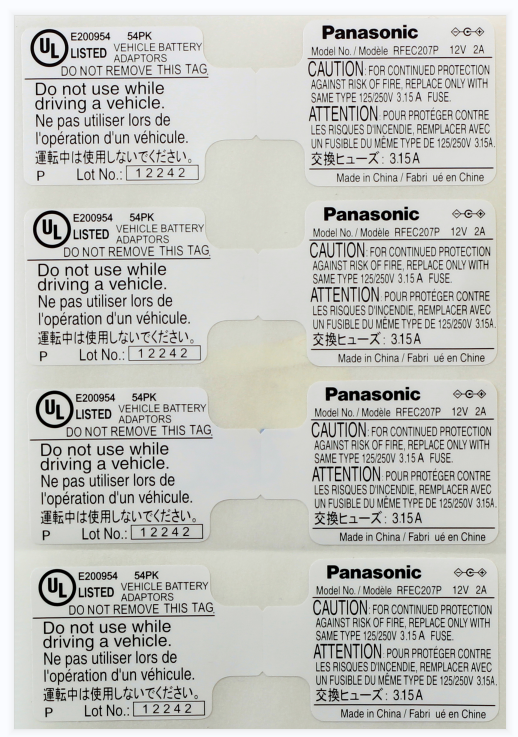 UL LISTED
E200954 54PK
VEHICLE BATTERY
ADAPTORS
DO NOT REMOVE THIS TAG
Do not use while
driving a vehicle.
Ne pas utiliser lors de
l'opération d'un véhicule.
運転中は使用しないでください。
P Lot No.: 12242
Panasonic
Model No. / Modèle RFEC207P 12V 2A
CAUTION: FOR CONTINUED PROTECTION
AGAINST RISK OF FIRE, REPLACE ONLY WITH
SAME TYPE 125/250V 3.15 A FUSE.
ATTENTION: POUR PROTÉGER CONTRE
LES RISQUES D'INCENDIE, REMPLACER AVEC
UN FUSIBLE DU MÊME TYPE DE 125/250V 3.15A.
交換ヒューズ: 3.15A
Made in China / Fabri ué en Chine
UL LISTED
E200954 54PK
VEHICLE BATTERY
ADAPTORS
DO NOT REMOVE THIS TAG
Do not use while
driving a vehicle.
Ne pas utiliser lors de
l'opération d'un véhicule.
運転中は使用しないでください。
P Lot No.: 12242
Panasonic
Model No. / Modèle RFEC207P 12V 2A
CAUTION: FOR CONTINUED PROTECTION
AGAINST RISK OF FIRE, REPLACE ONLY WITH
SAME TYPE 125/250V 3.15 A FUSE.
ATTENTION: POUR PROTÉGER CONTRE
LES RISQUES D'INCENDIE, REMPLACER AVEC
UN FUSIBLE DU MÊME TYPE DE 125/250V 3.15A.
交換ヒューズ: 3.15A
Made in China / Fabri ué en Chine
UL LISTED
E200954 54PK
VEHICLE BATTERY
ADAPTORS
DO NOT REMOVE THIS TAG
Do not use while
driving a vehicle.
Ne pas utiliser lors de
l'opération d'un véhicule.
運転中は使用しないでください。
P Lot No.: 12242
Panasonic
Model No. / Modèle RFEC207P 12V 2A
CAUTION: FOR CONTINUED PROTECTION
AGAINST RISK OF FIRE, REPLACE ONLY WITH
SAME TYPE 125/250V 3.15 A FUSE.
ATTENTION: POUR PROTÉGER CONTRE
LES RISQUES D'INCENDIE, REMPLACER AVEC
UN FUSIBLE DU MÊME TYPE DE 125/250V 3.15A.
交換ヒューズ: 3.15A
Made in China / Fabri ué en Chine
UL LISTED
E200954 54PK
VEHICLE BATTERY
ADAPTORS
DO NOT REMOVE THIS TAG
Do not use while
driving a vehicle.
Ne pas utiliser lors de
l'opération d'un véhicule.
運転中は使用しないでください。
P Lot No.: 12242
Panasonic
Model No. / Modèle RFEC207P 12V 2A
CAUTION: FOR CONTINUED PROTECTION
AGAINST RISK OF FIRE, REPLACE ONLY WITH
SAME TYPE 125/250V 3.15 A FUSE.
ATTENTION: POUR PROTÉGER CONTRE
LES RISQUES D'INCENDIE, REMPLACER AVEC
UN FUSIBLE DU MÊME TYPE DE 125/250V 3.15A.
交換ヒューズ: 3.15A
Made in China / Fabri ué en Chine